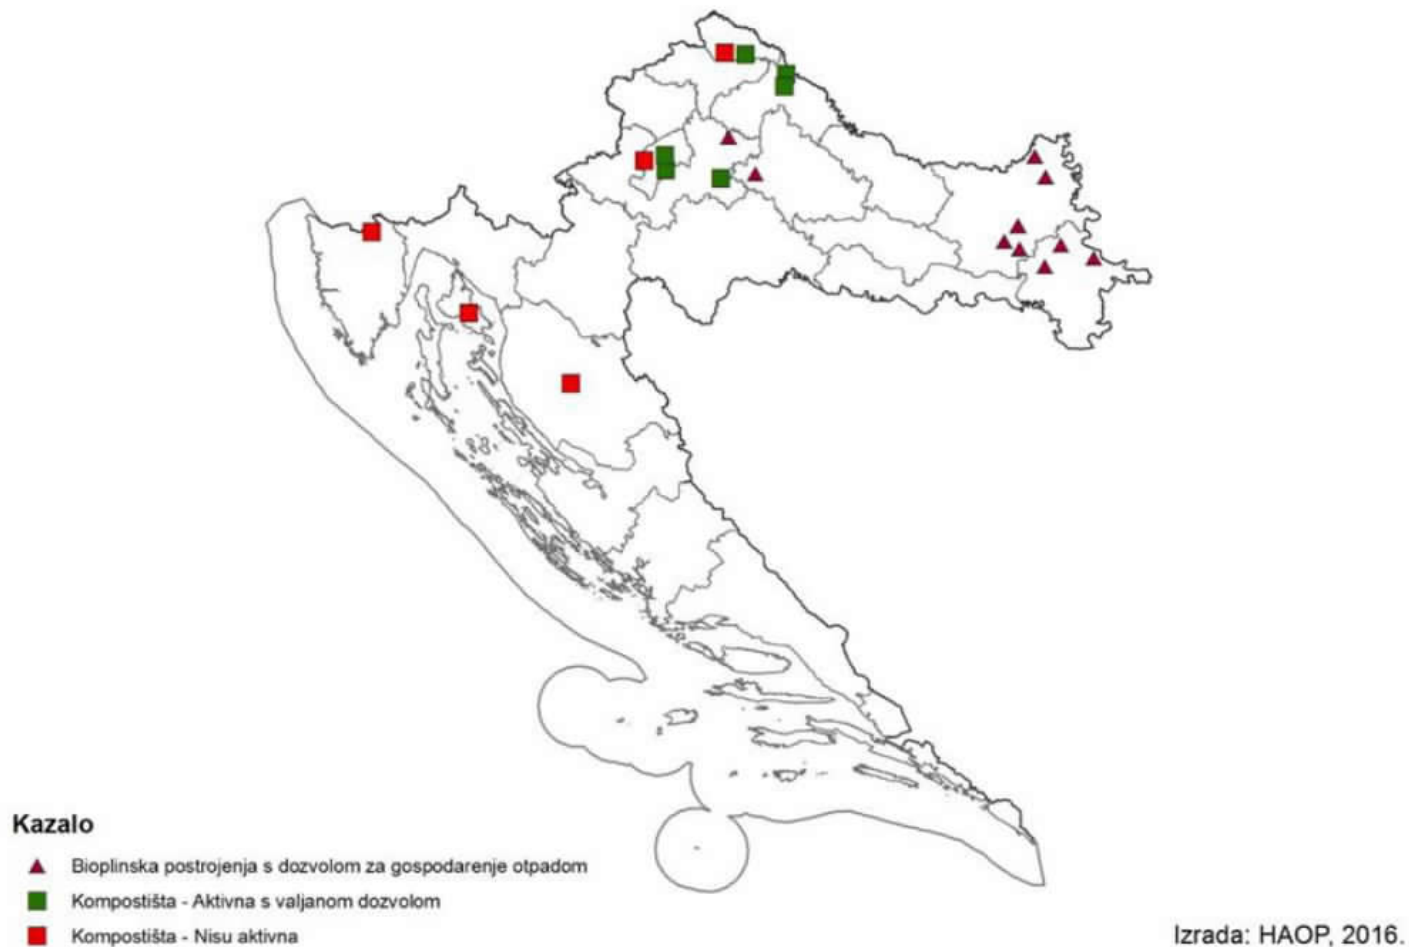 Kazalo
Bioplinska postrojenja s dozvolom za gospodarenje otpadom
Kompostišta - Aktivna s valjanom dozvolom
Kompostišta - Nisu aktivna
Izrada: HAOP, 2016.